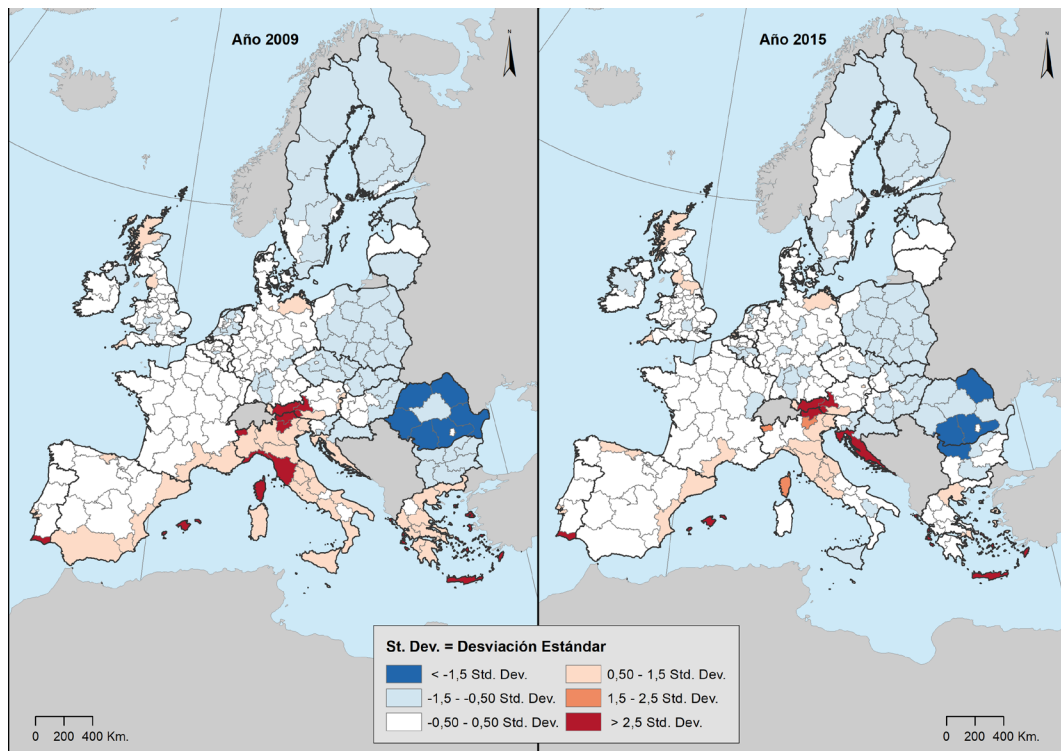 Año 2009
N
Año 2015
N
St. Dev. = Desviación Estándar
< -1,5 Std. Dev.
-1,5 - -0,50 Std. Dev.
-0,50 - 0,50 Std. Dev.
0,50 - 1,5 Std. Dev.
1,5 - 2,5 Std. Dev.
> 2,5 Std. Dev.
0 200 400 Km.
0 200 400 Km.